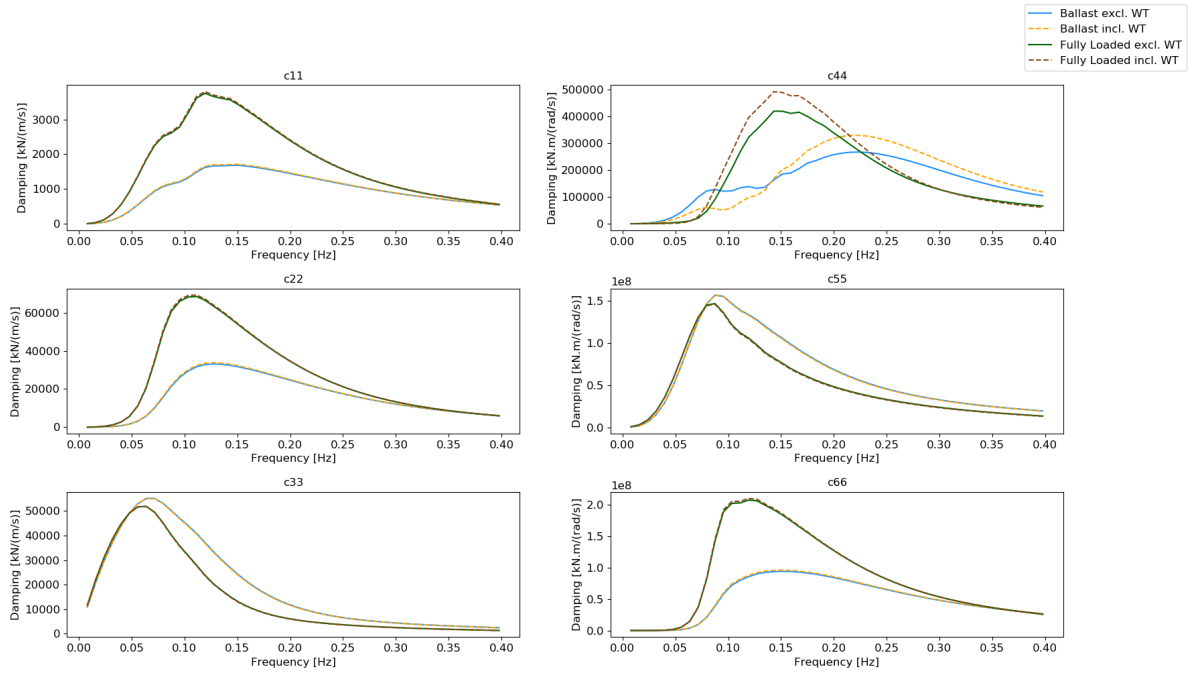 Ballast excl. WT
Ballast incl. WT
Fully Loaded excl. WT
Fully Loaded incl. WT
c11
Damping [kN/(m/s)]
3000
2000
1000
0
0.00 0.05 0.10 0.15 0.20 0.25 0.30 0.35 0.40
Frequency [Hz]
c44
Damping [kN.m/(rad/s)]
500000
400000
300000
200000
100000
0
0.00 0.05 0.10 0.15 0.20 0.25 0.30 0.35 0.40
Frequency [Hz]
c22
Damping [kN/(m/s)]
60000
40000
20000
0
0.00 0.05 0.10 0.15 0.20 0.25 0.30 0.35 0.40
Frequency [Hz]
c55
1e8
Damping [kN.m/(rad/s)]
1.5
1.0
0.5
0.0
0.00 0.05 0.10 0.15 0.20 0.25 0.30 0.35 0.40
Frequency [Hz]
c33
Damping [kN/(m/s)]
50000
40000
30000
20000
10000
0
0.00 0.05 0.10 0.15 0.20 0.25 0.30 0.35 0.40
Frequency [Hz]
c66
1e8
Damping [kN.m/(rad/s)]
2.0
1.5
1.0
0.5
0.0
0.00 0.05 0.10 0.15 0.20 0.25 0.30 0.35 0.40
Frequency [Hz]